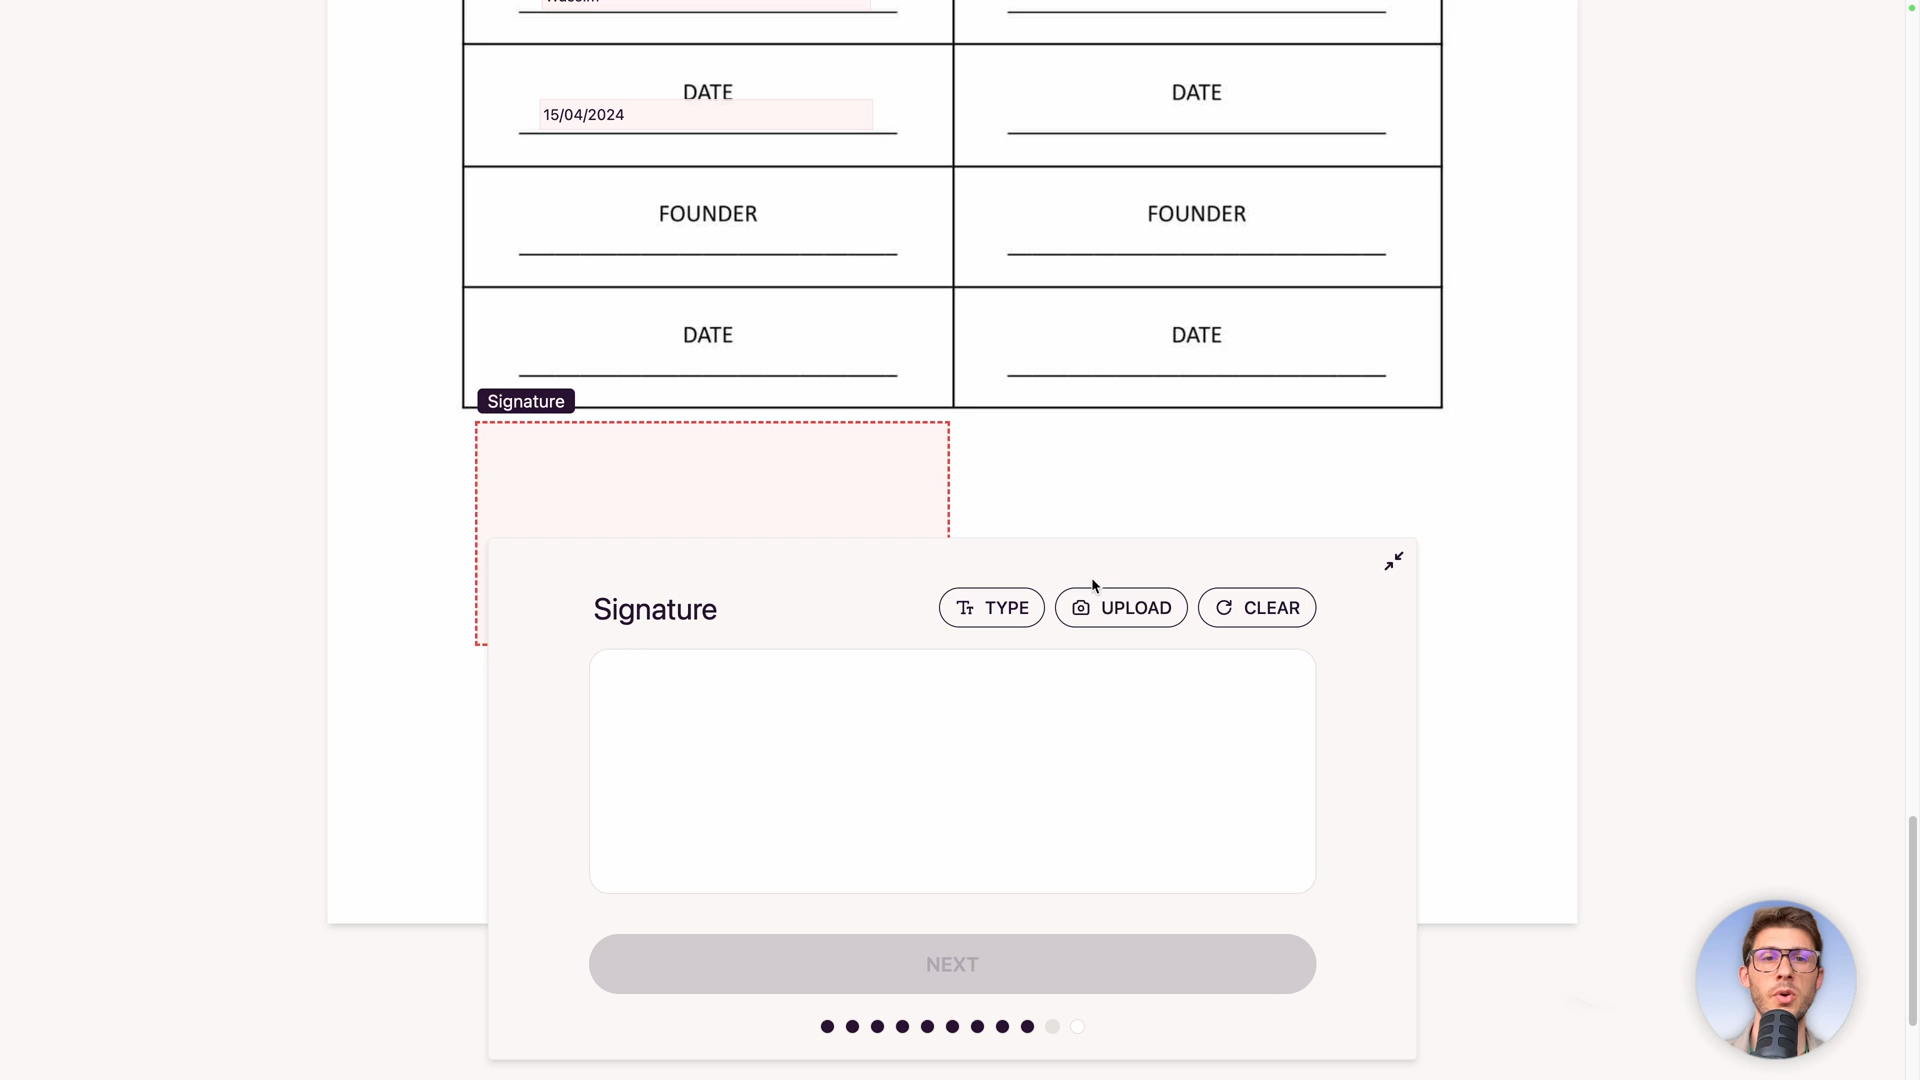 DATE DATE
15/04/2024
FOUNDER FOUNDER
DATE DATE
Signature
Signature TYPE UPLOAD CLEAR
NEXT